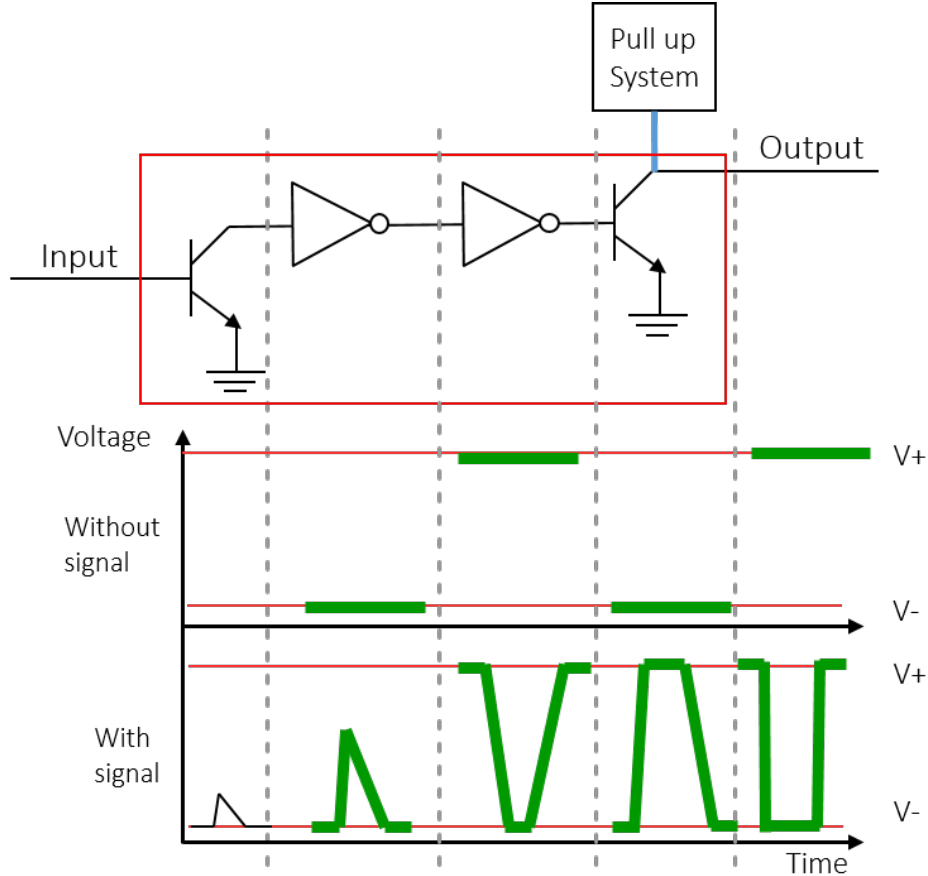 Pull up
System
Output
Input
Voltage
V+
Without
signal
V-
V+
With
signal
V-
Time